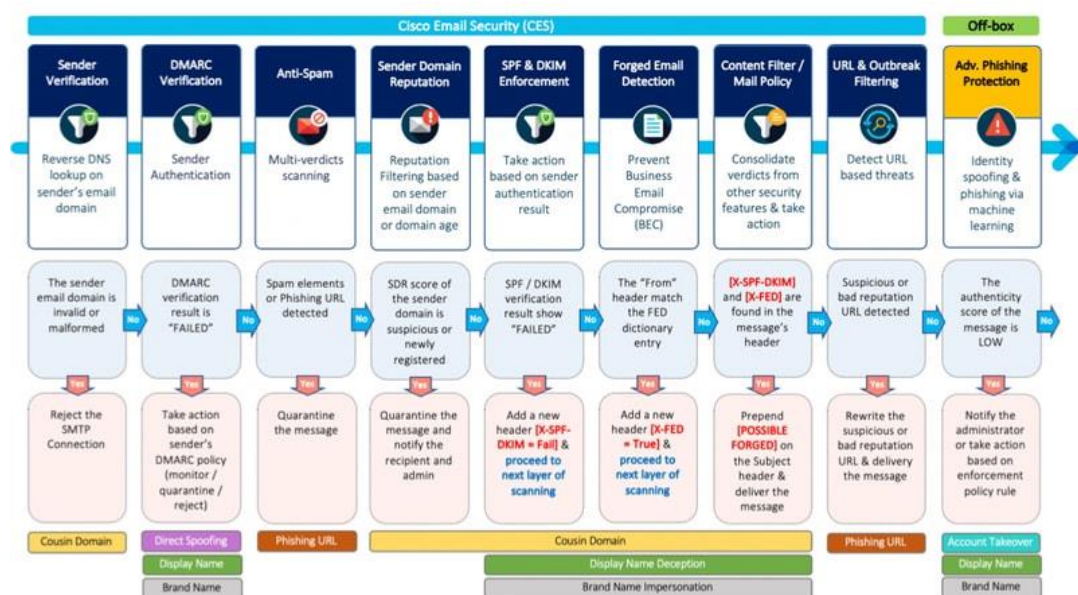 Cisco Email Security (CES)
Off-box
Sender
Verification
DMARC
Verification
Anti-Spam
Sender Domain
Reputation
SPF & DKIM
Enforcement
Forged Email
Detection
Content Filter /
Mail Policy
URL & Outbreak
Filtering
Adv. Phishing
Protection
Reverse DNS
lookup on
sender's email
domain
Sender
Authentication
Multi-verdicts
scanning
Reputation
Filtering based
on sender
email domain
or domain age
Take action
based on sender
authentication
result
Prevent
Business
Email
Compromise
(BEC)
Consolidate
verdicts from
other security
features & take
action
Detect URL
based threats
Identity
spoofing &
phishing via
machine
learning
The sender
email domain is
invalid or
malformed
No
DMARC
verification
result is
"FAILED"
No
Spam elements
or Phishing URL
detected
No
SDR score of
the sender
domain is
suspicious or
newly
registered
No
SPF / DKIM
verification
result show
"FAILED"
No
The "From"
header match
the FED
dictionary
entry
No
[X-SPF-DKIM]
and [X-FED] are
found in the
message's
header
No
Suspicious or
bad reputation
URL detected
No
The
authenticity
score of the
message is
LOW
No
Yes
Yes
Yes
Yes
Yes
Yes
Yes
Yes
Yes
Reject the
SMTP
Connection
Take action
based on
sender's
DMARC policy
(monitor /
quarantine /
reject)
Quarantine
the message
Quarantine the
message and
notify the
recipient and
admin
Add a new
header [X-SPF-
DKIM = Fail] &
proceed to
next layer of
scanning
Add a new
header [X-FED
= True] &
proceed to
next layer of
scanning
Prepend
[POSSIBLE
FORGED] on
the Subject
header &
deliver the
message
Rewrite the
suspicious or
bad reputation
URL & delivery
the message
Notify the
administrator
or take action
based on
enforcement
policy rule
Cousin Domain
Direct Spoofing
Phishing URL
Cousin Domain
Phishing URL
Account Takeover
Display Name
Display Name Deception
Display Name
Brand Name
Brand Name Impersonation
Brand Name